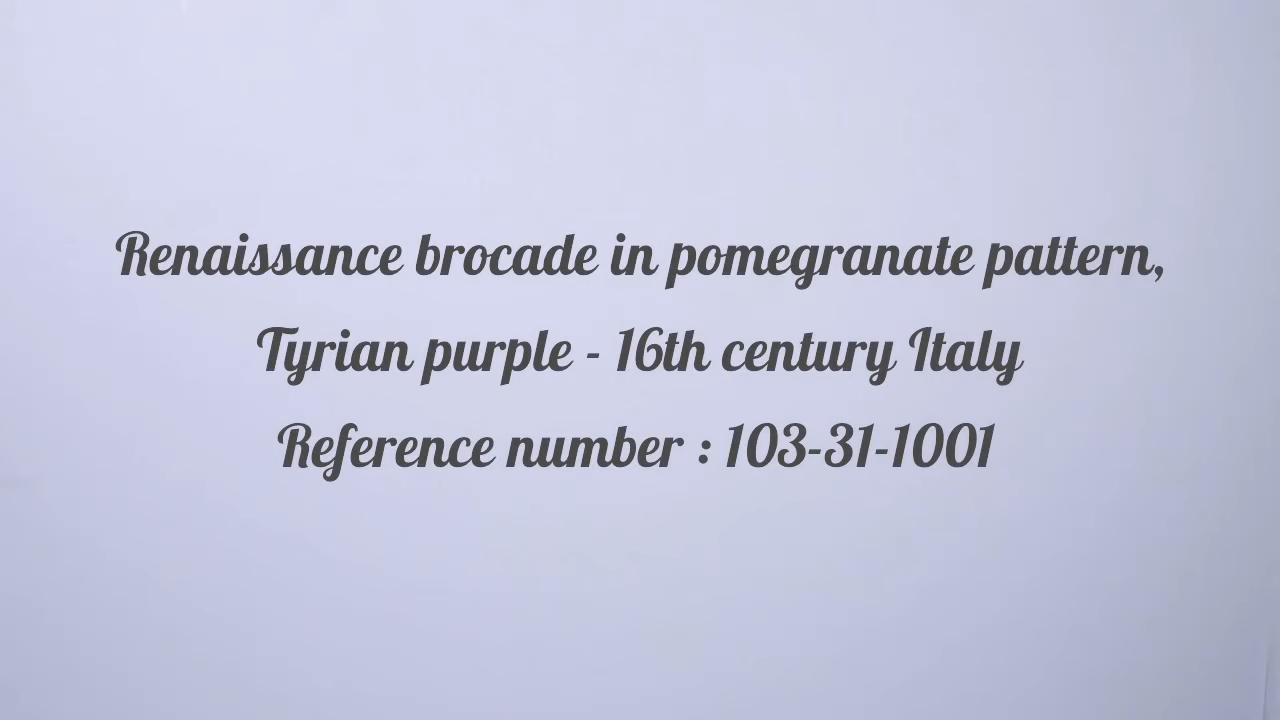 Renaissance brocade in pomegranate pattern,
Tyrian purple - 16th century Italy
Reference number : 103-31-1001